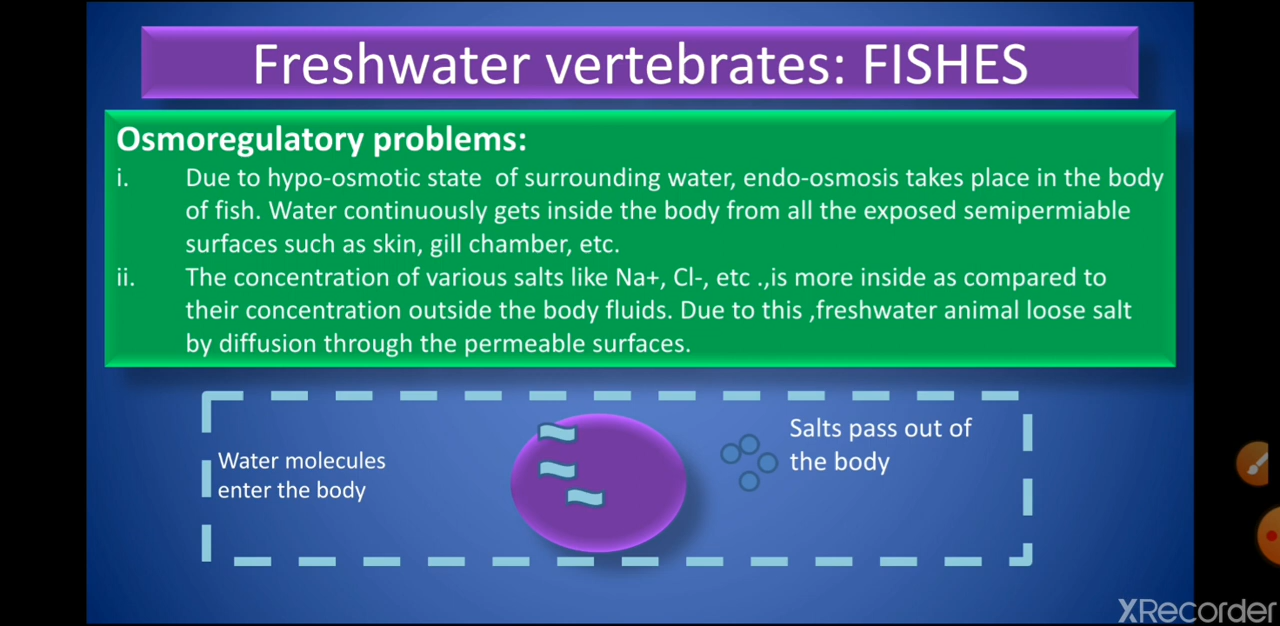 Freshwater vertebrates: FISHES
Osmoregulatory problems:
i. Due to hypo-osmotic state of surrounding water, endo-osmosis takes place in the body
of fish. Water continuously gets inside the body from all the exposed semipermiable
surfaces such as skin, gill chamber, etc.
ii. The concentration of various salts like Na+, Cl-, etc .,is more inside as compared to
their concentration outside the body fluids. Due to this ,freshwater animal loose salt
by diffusion through the permeable surfaces.
Water molecules
enter the body
Salts pass out of
the body
XRecorder